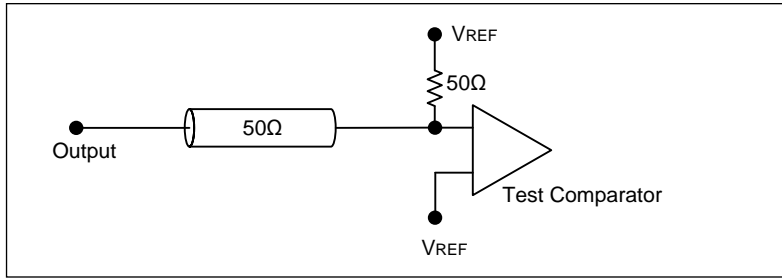 VREF
50Ω
50Ω
Output
Test Comparator
VREF